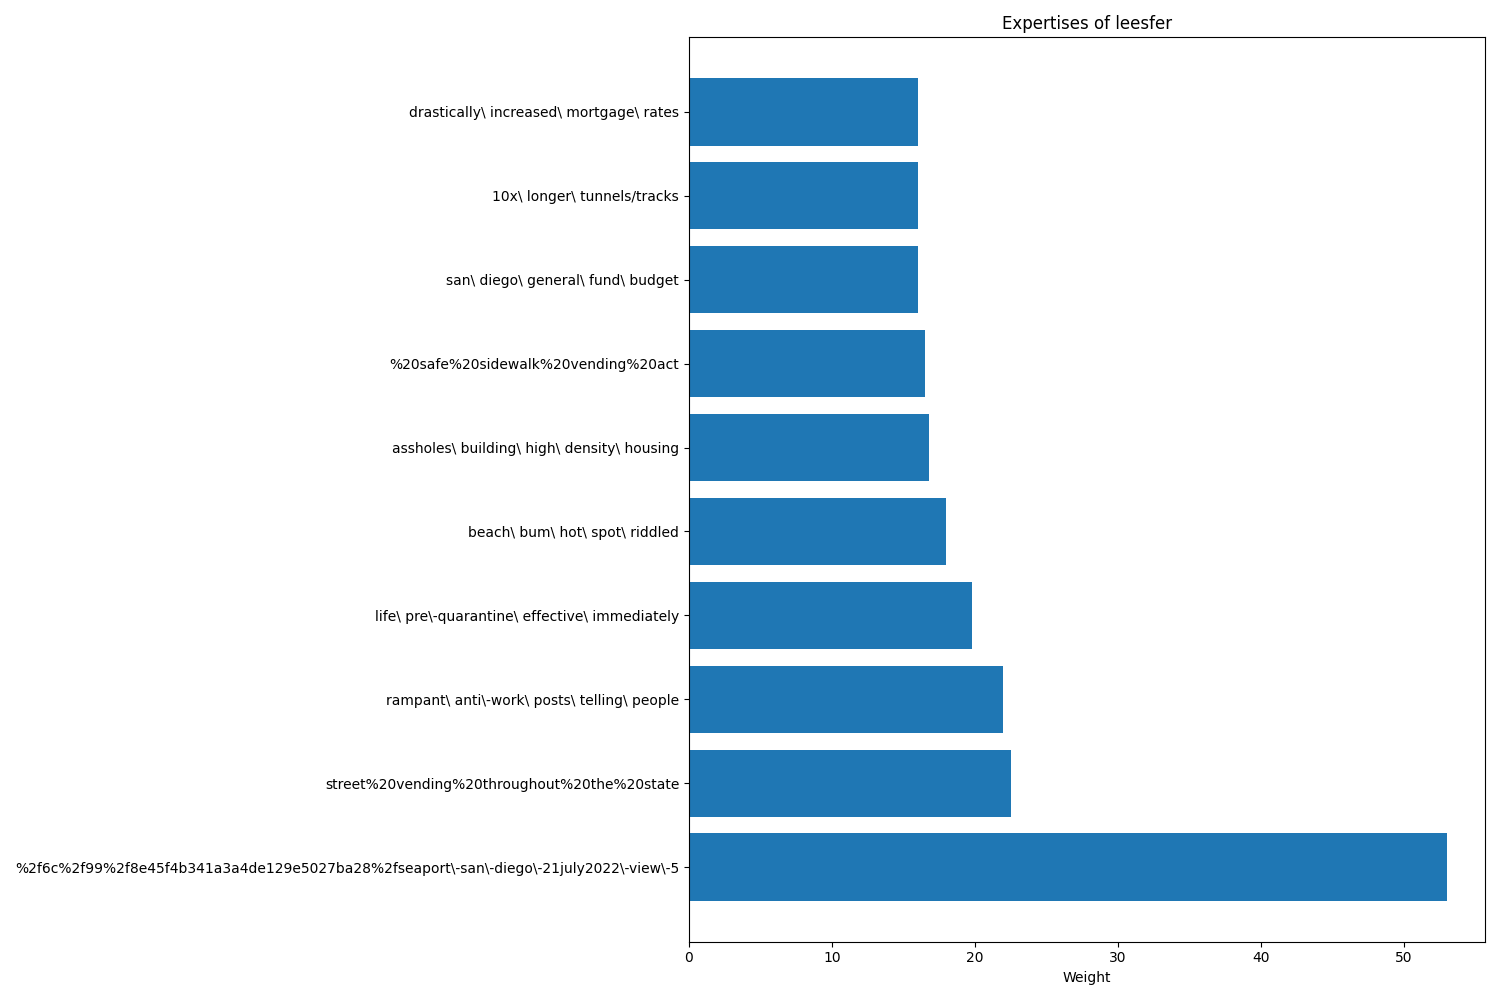 Expertises of leesfer
drastically\ increased\ mortgage\ rates
10x\ longer\ tunnels/tracks
san\ diego\ general\ fund\ budget
%20safe%20sidewalk%20vending%20act
assholes\ building\ high\ density\ housing
beach\ bum\ hot\ spot\ riddled
life\ pre\-quarantine\ effective\ immediately
rampant\ anti\-work\ posts\ telling\ people
street%20vending%20throughout%20the%20state
%2f6c%2f99%2f8e45f4b341a3a4de129e5027ba28%2fseaport\-san\-diego\-21july2022\-view\-5
0 10 20 30 40 50
Weight